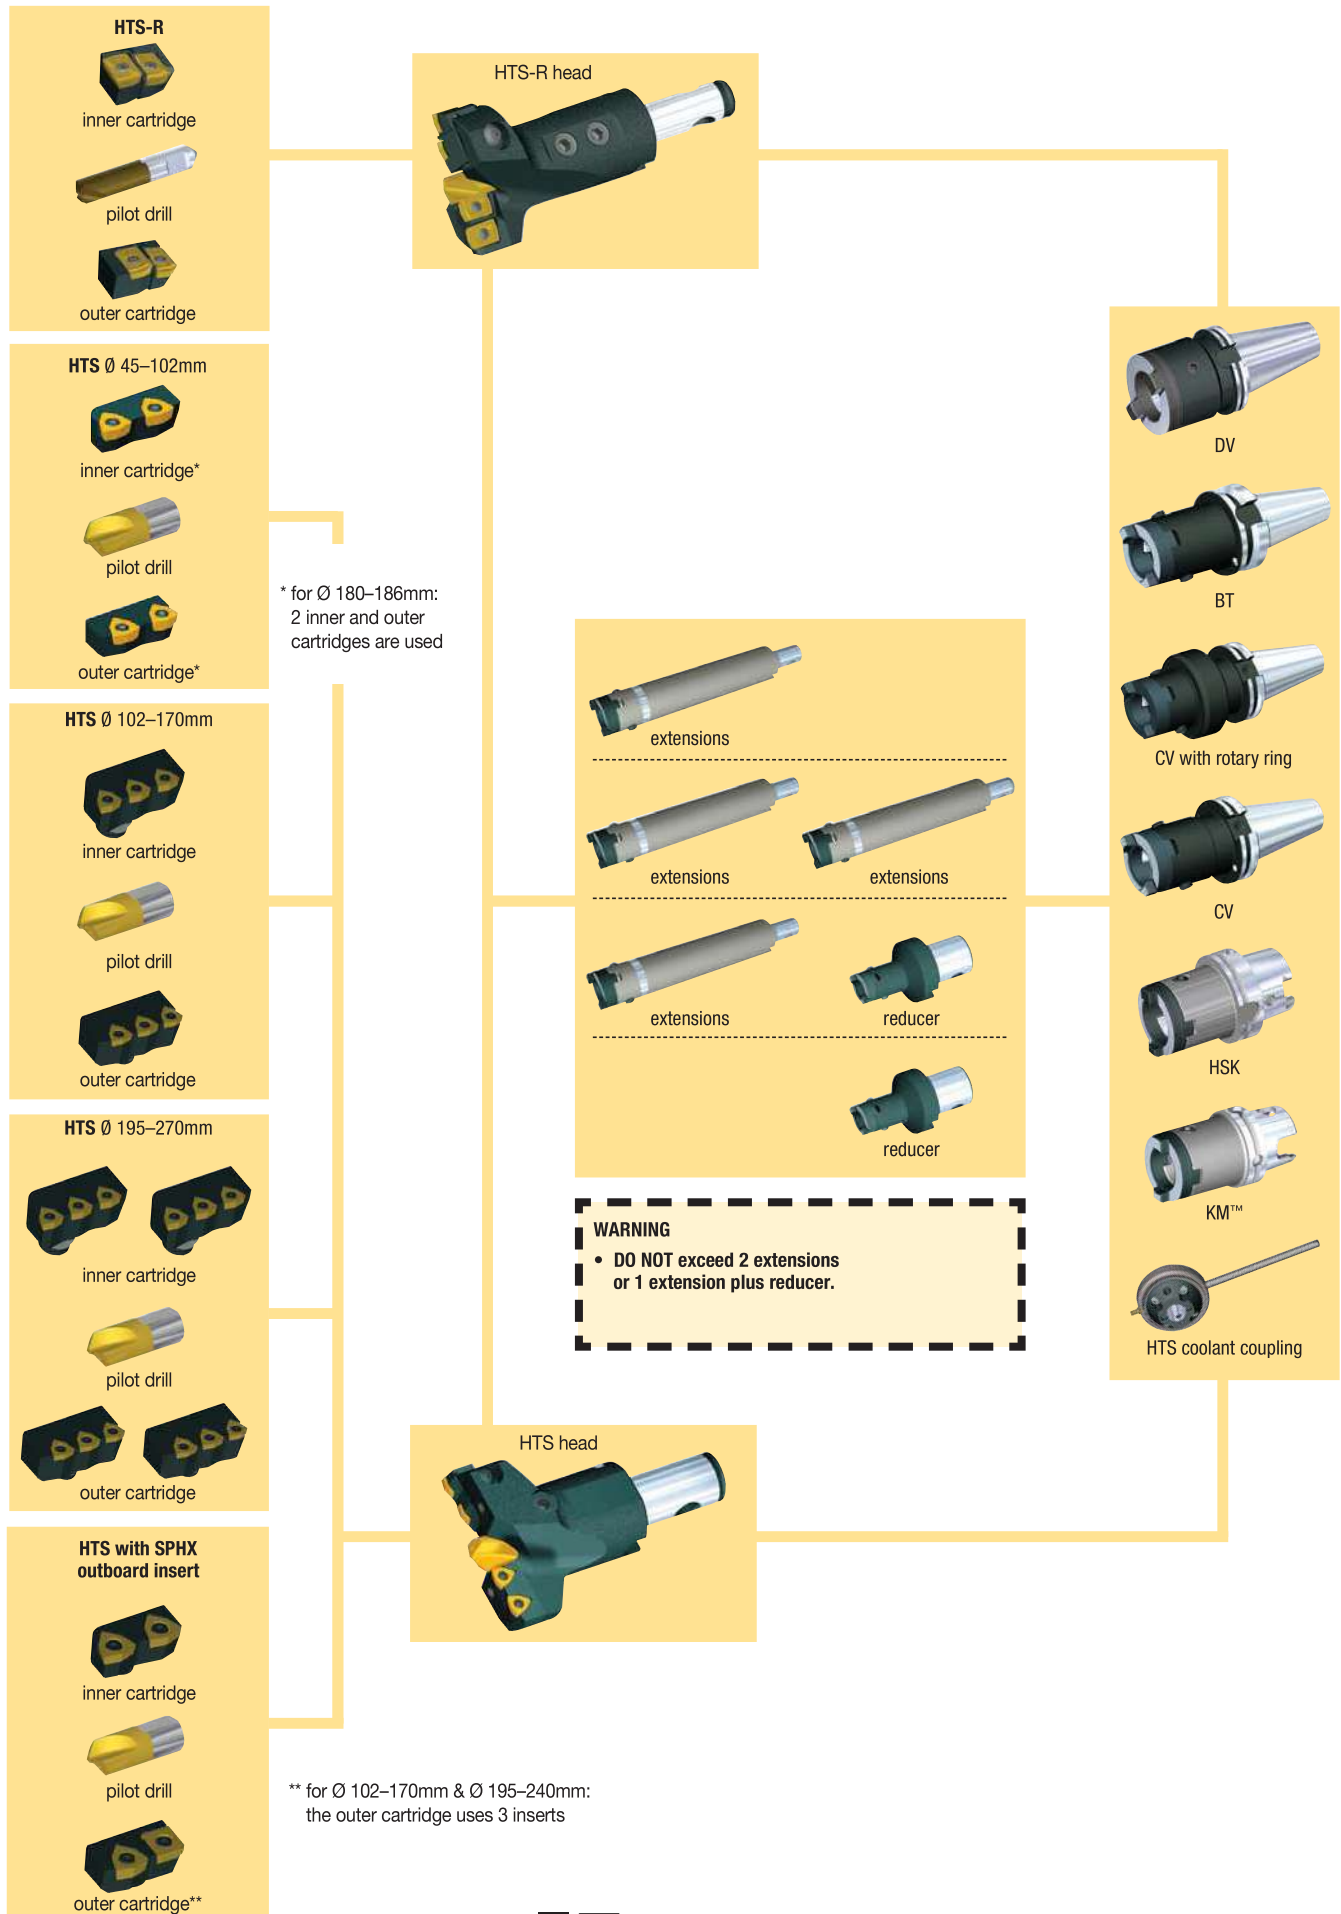 HTS-R
inner cartridge
pilot drill
outer cartridge
HTS Ø 45–102mm
inner cartridge*
pilot drill
outer cartridge*
* for Ø 180–186mm:
2 inner and outer
cartridges are used
HTS Ø 102–170mm
inner cartridge
pilot drill
outer cartridge
HTS Ø 195–270mm
inner cartridge
pilot drill
outer cartridge
HTS with SPHX
outboard insert
inner cartridge
pilot drill
outer cartridge**
** for Ø 102–170mm & Ø 195–240mm:
the outer cartridge uses 3 inserts
HTS-R head
extensions
extensions extensions
extensions reducer
reducer
WARNING
• DO NOT exceed 2 extensions
or 1 extension plus reducer.
HTS head
DV
BT
CV with rotary ring
CV
HSK
KM™
HTS coolant coupling